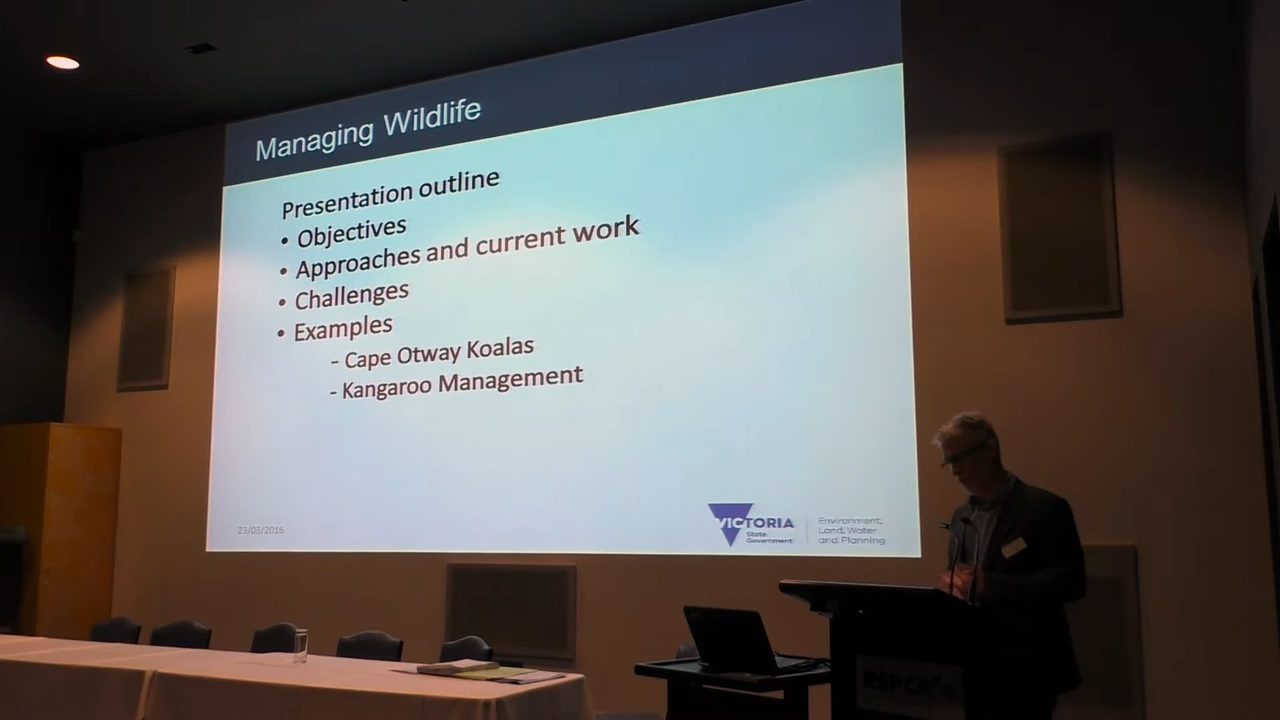 Managing Wildlife
Presentation outline
• Objectives
• Approaches and current work
• Challenges
• Examples
- Cape Otway Koalas
- Kangaroo Management
23/03/2016
VICTORIA
State
Government
Environment,
Land, Water
and Planning
RSPCA